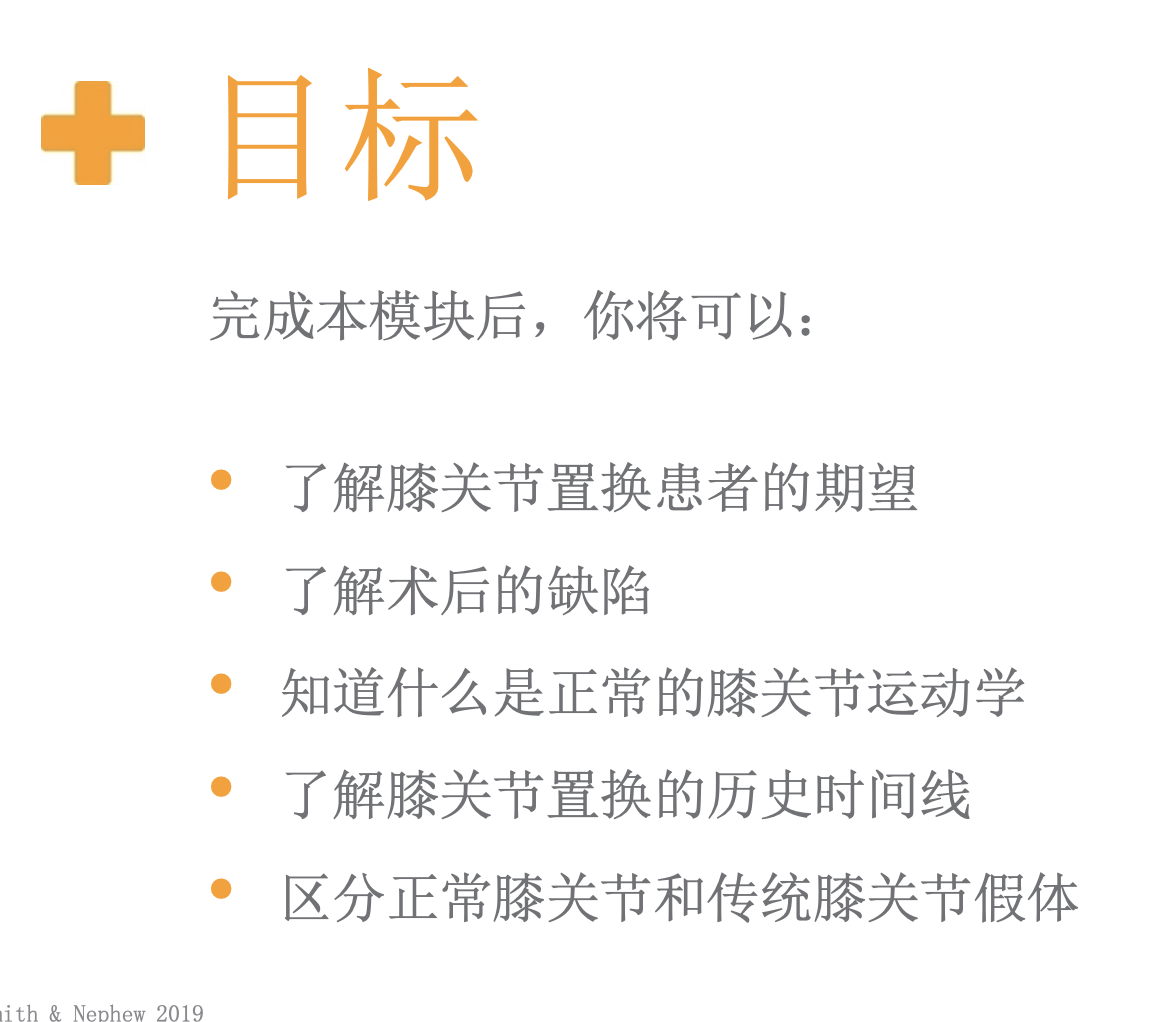 目标
完成本模块后，你将可以：
• 了解膝关节置换患者的期望
• 了解术后的缺陷
• 知道什么是正常的膝关节运动学
• 了解膝关节置换的历史时间线
• 区分正常膝关节和传统膝关节假体
& Nephew 2019